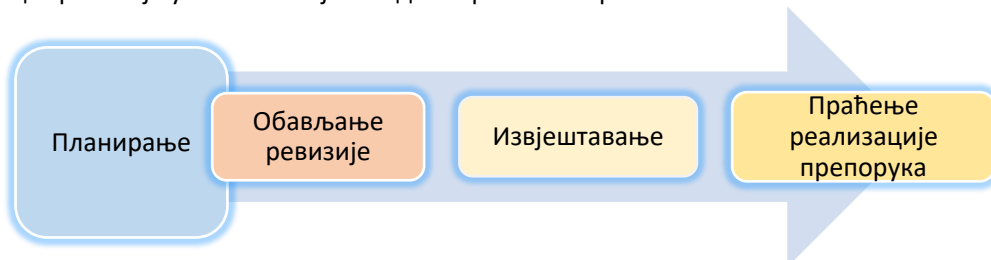 Планирање
Обављање
ревизије
Извјештавање
Праћење
реализације
препорука